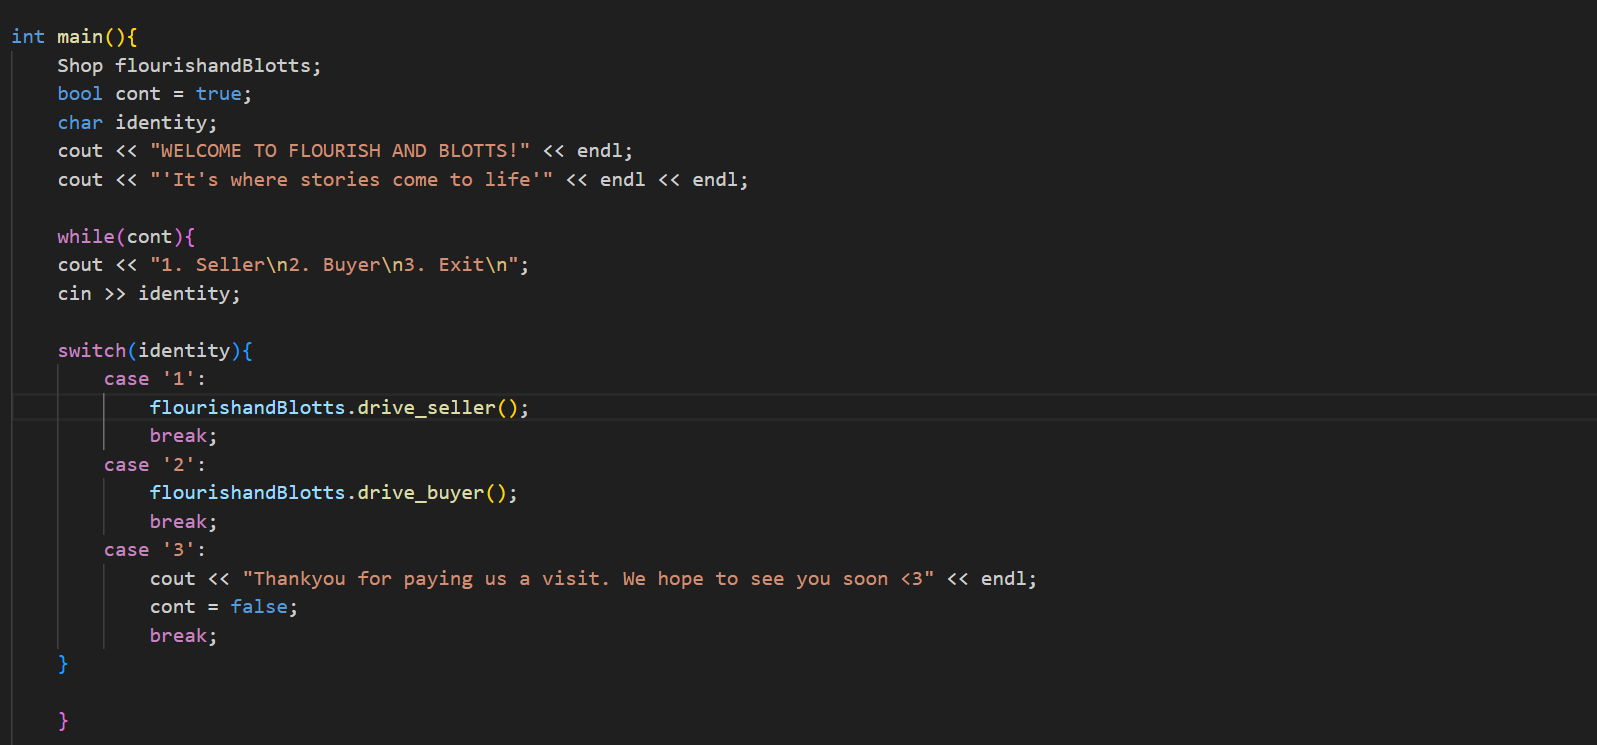 int main(){
    Shop flourishandBlotts;
    bool cont = true;
    char identity;
    cout << "WELCOME TO FLOURISH AND BLOTTS!" << endl;
    cout << "'It's where stories come to life'" << endl << endl;

    while(cont){
    cout << "1. Seller\n2. Buyer\n3. Exit\n";
    cin >> identity;

    switch(identity){
        case '1':
            flourishandBlotts.drive_seller();
            break;
        case '2':
            flourishandBlotts.drive_buyer();
            break;
        case '3':
            cout << "Thankyou for paying us a visit. We hope to see you soon <3" << endl;
            cont = false;
            break;
    }

    }